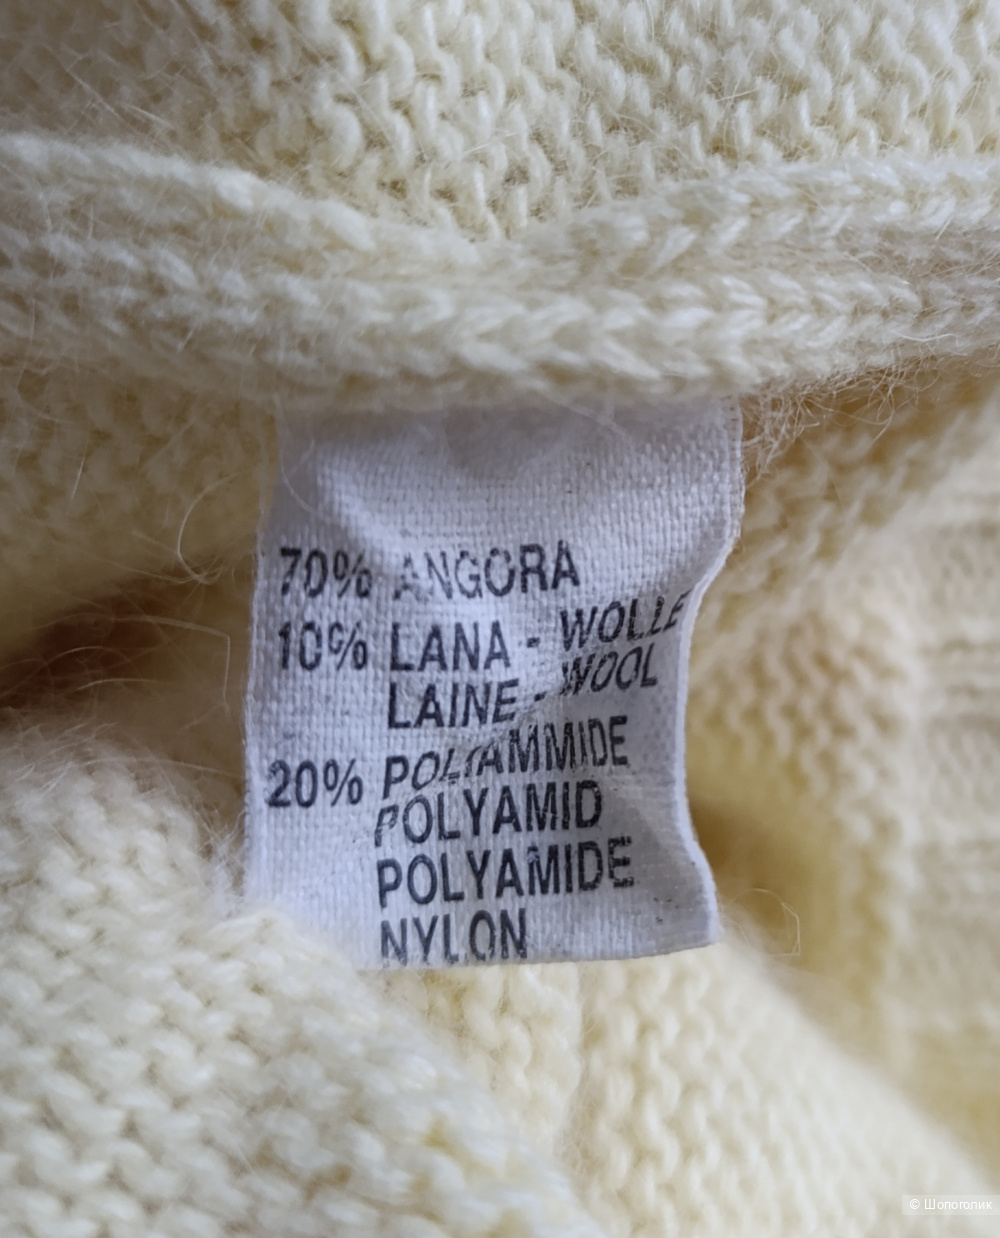 70% ANGORA
10% LANA - WOLLE
LAINE - WOOL
20% POLIAMMIDE
POLYAMID
POLYAMIDE
NYLON
© Шопоголик